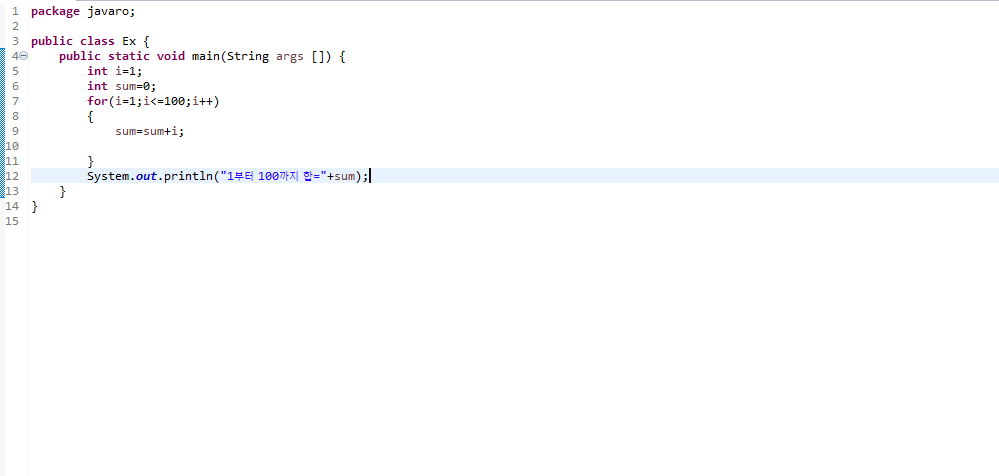 1 package javaro;
2
3 public class Ex {
4 public static void main(String args []) {
5 int i=1;
6 int sum=0;
7 for(i=1;i<=100;i++)
8 {
9 sum=sum+i;
10
11 }
12 System.out.println("1부터 100까지 합="+sum);
13 }
14 }
15